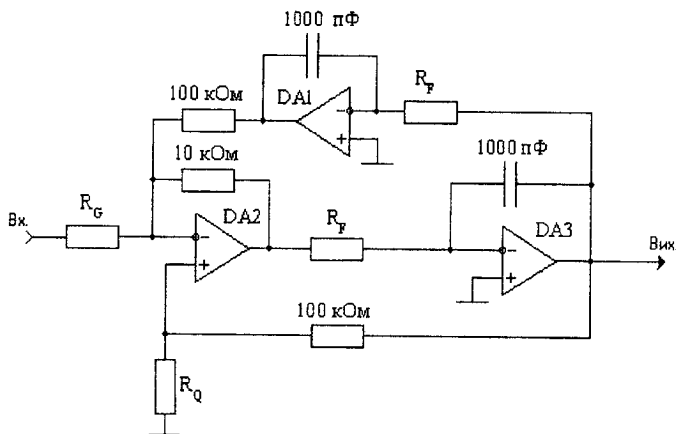 1000 пФ
R_F
100 кОм
DA1
10 кОм
1000 пФ
Вх.
R_G
DA2
R_F
DA3
Вих.
100 кОм
R_Q